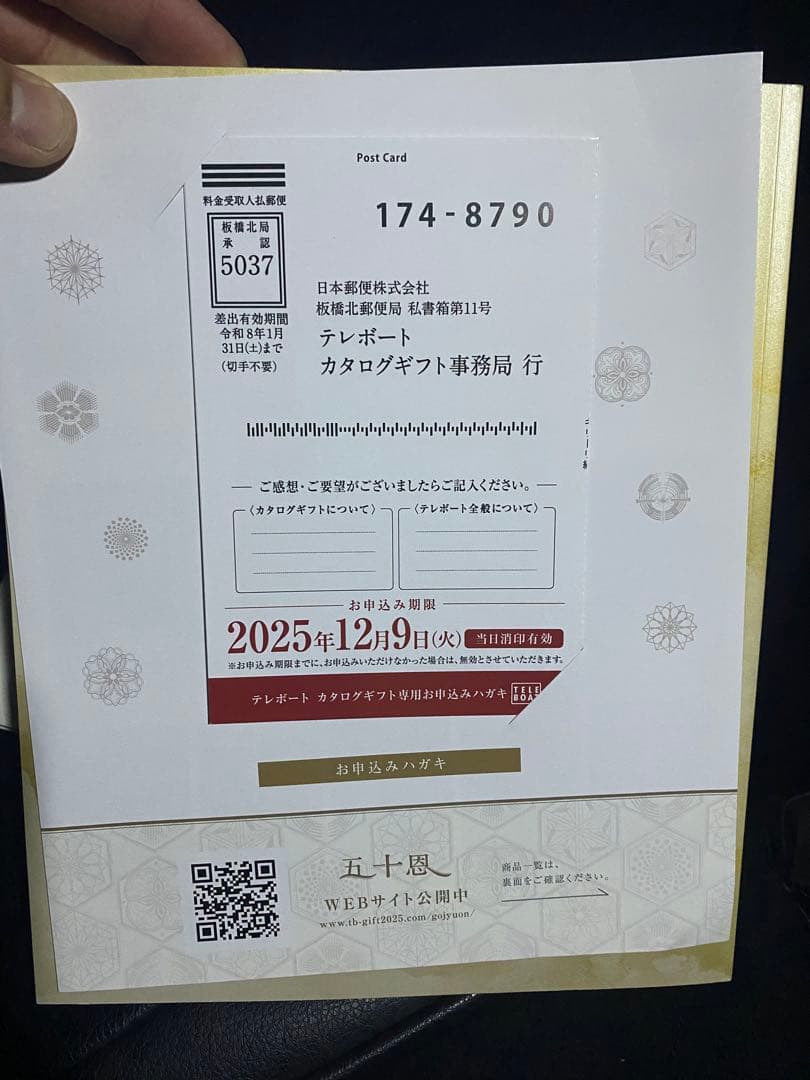 Post Card
料金受取人払郵便
板橋北局
承認
5037
差出有効期間
令和8年1月
31日(土)まで
(切手不要)
174-8790
日本郵便株式会社
板橋北郵便局 私書箱第11号
テレボート
カタログギフト事務局 行
ご感想・ご要望がございましたらご記入ください。
〈カタログギフトについて〉
〈テレボート全般について〉
お申込み期限
2025年12月9日(火) 当日消印有効
※お申込み期限までに、お申込みいただけなかった場合は、無効とさせていただきます。
テレボート カタログギフト専用お申込みハガキ
TELE
BOAT
お申込みハガキ
五十恩
WEBサイト公開中
www.tb-gift2025.com/gojyuon/
商品一覧は、
裏面をご確認ください。